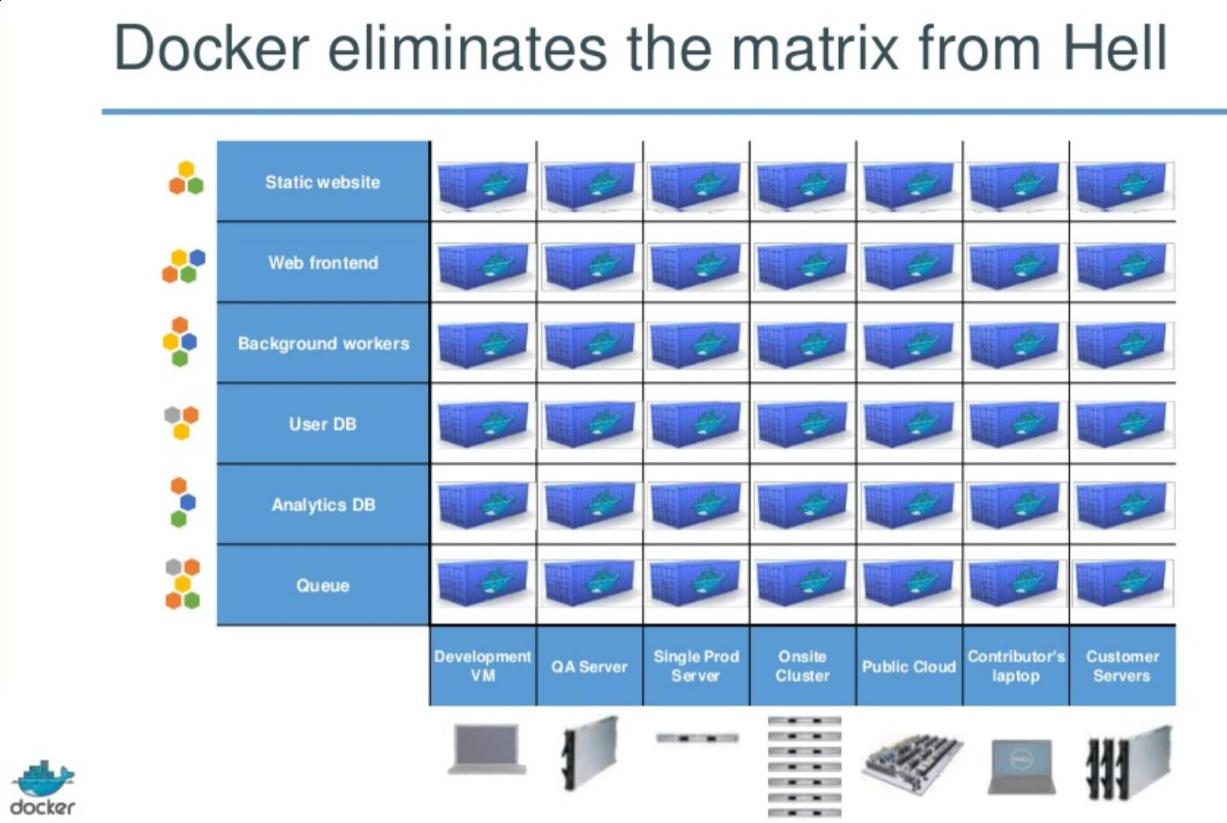 Docker eliminates the matrix from Hell
Static website
Web frontend
Background workers
User DB
Analytics DB
Queue
Development
VM
QA Server
Single Prod
Server
Onsite
Cluster
Public Cloud
Contributor's
laptop
Customer
Servers
DELL
docker